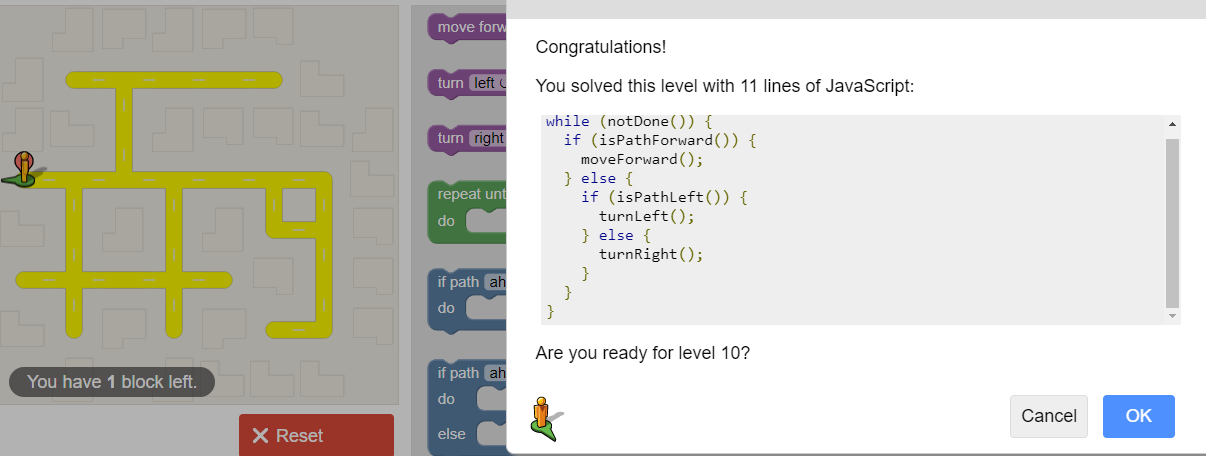 move forw
turn left
turn right
repeat unt
do
if path ah
do
if path ah
do
else
You have 1 block left.
Reset
Congratulations!
You solved this level with 11 lines of JavaScript:
while (notDone()) {
  if (isPathForward()) {
    moveForward();
  } else {
    if (isPathLeft()) {
      turnLeft();
    } else {
      turnRight();
    }
  }
}
Are you ready for level 10?
Cancel
OK